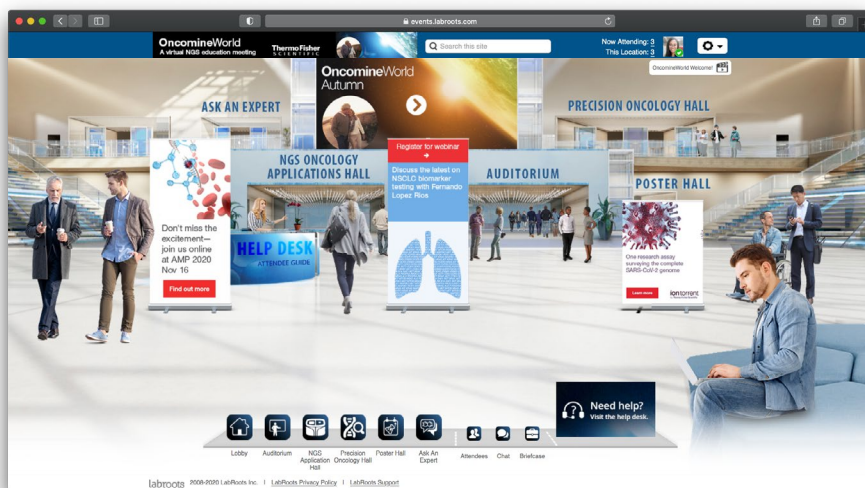 events.labroots.com
OncomineWorld
A virtual NGS education meeting
ThermoFisher
SCIENTIFIC
Search this site
Now Attending: 3
This Location: 3
OncomineWorld Welcome!
OncomineWorld
Autumn
ASK AN EXPERT
PRECISION ONCOLOGY HALL
NGS ONCOLOGY
APPLICATIONS HALL
AUDITORIUM
POSTER HALL
Register for webinar
Discuss the latest on
NSCLC biomarker
testing with Fernando
Lopez Rios
Don't miss the
excitement—
join us online
at AMP 2020
Nov 16
Find out more
HELP DESK
ATTENDEE GUIDE
One research assay
surveying the complete
SARS-CoV-2 genome
Learn more
ion torrent
Need help?
Visit the help desk.
Lobby
Auditorium
NGS
Application
Hall
Precision
Oncology Hall
Poster Hall
Ask An
Expert
Attendees
Chat
Briefcase
labroots
2008-2020 LabRoots Inc. | LabRoots Privacy Policy | LabRoots Support